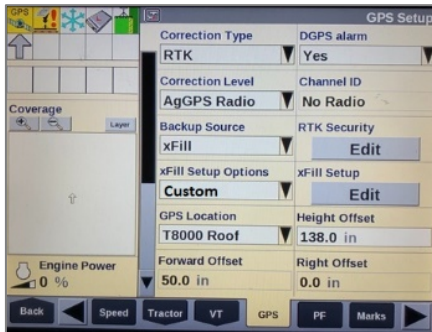 GPS
GPS Setup
Correction Type
DGPS alarm
RTK
Yes
Correction Level
Channel ID
AgGPS Radio
No Radio
Coverage
Layer
Backup Source
RTK Security
xFill
Edit
xFill Setup Options
xFill Setup
Custom
Edit
GPS Location
Height Offset
T8000 Roof
138.0 in
Engine Power
0 %
Forward Offset
Right Offset
50.0 in
0.0 in
Back
Speed
Tractor
VT
GPS
PF
Marks